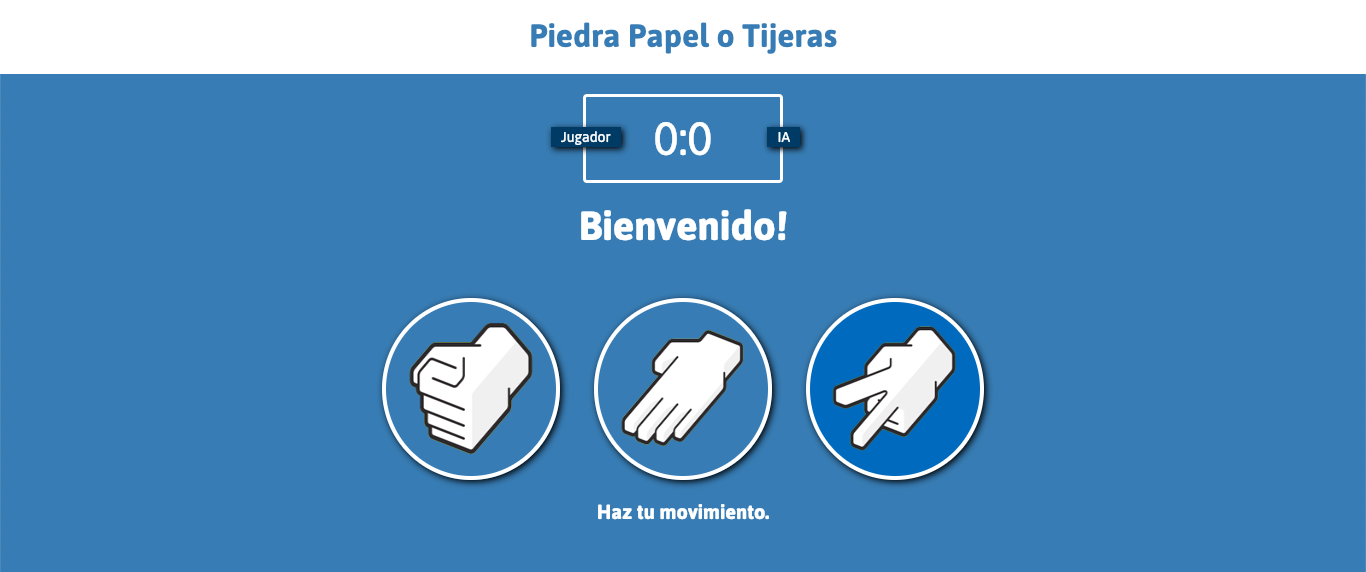 Piedra Papel o Tijeras
Jugador 0:0 IA
Bienvenido!
Haz tu movimiento.